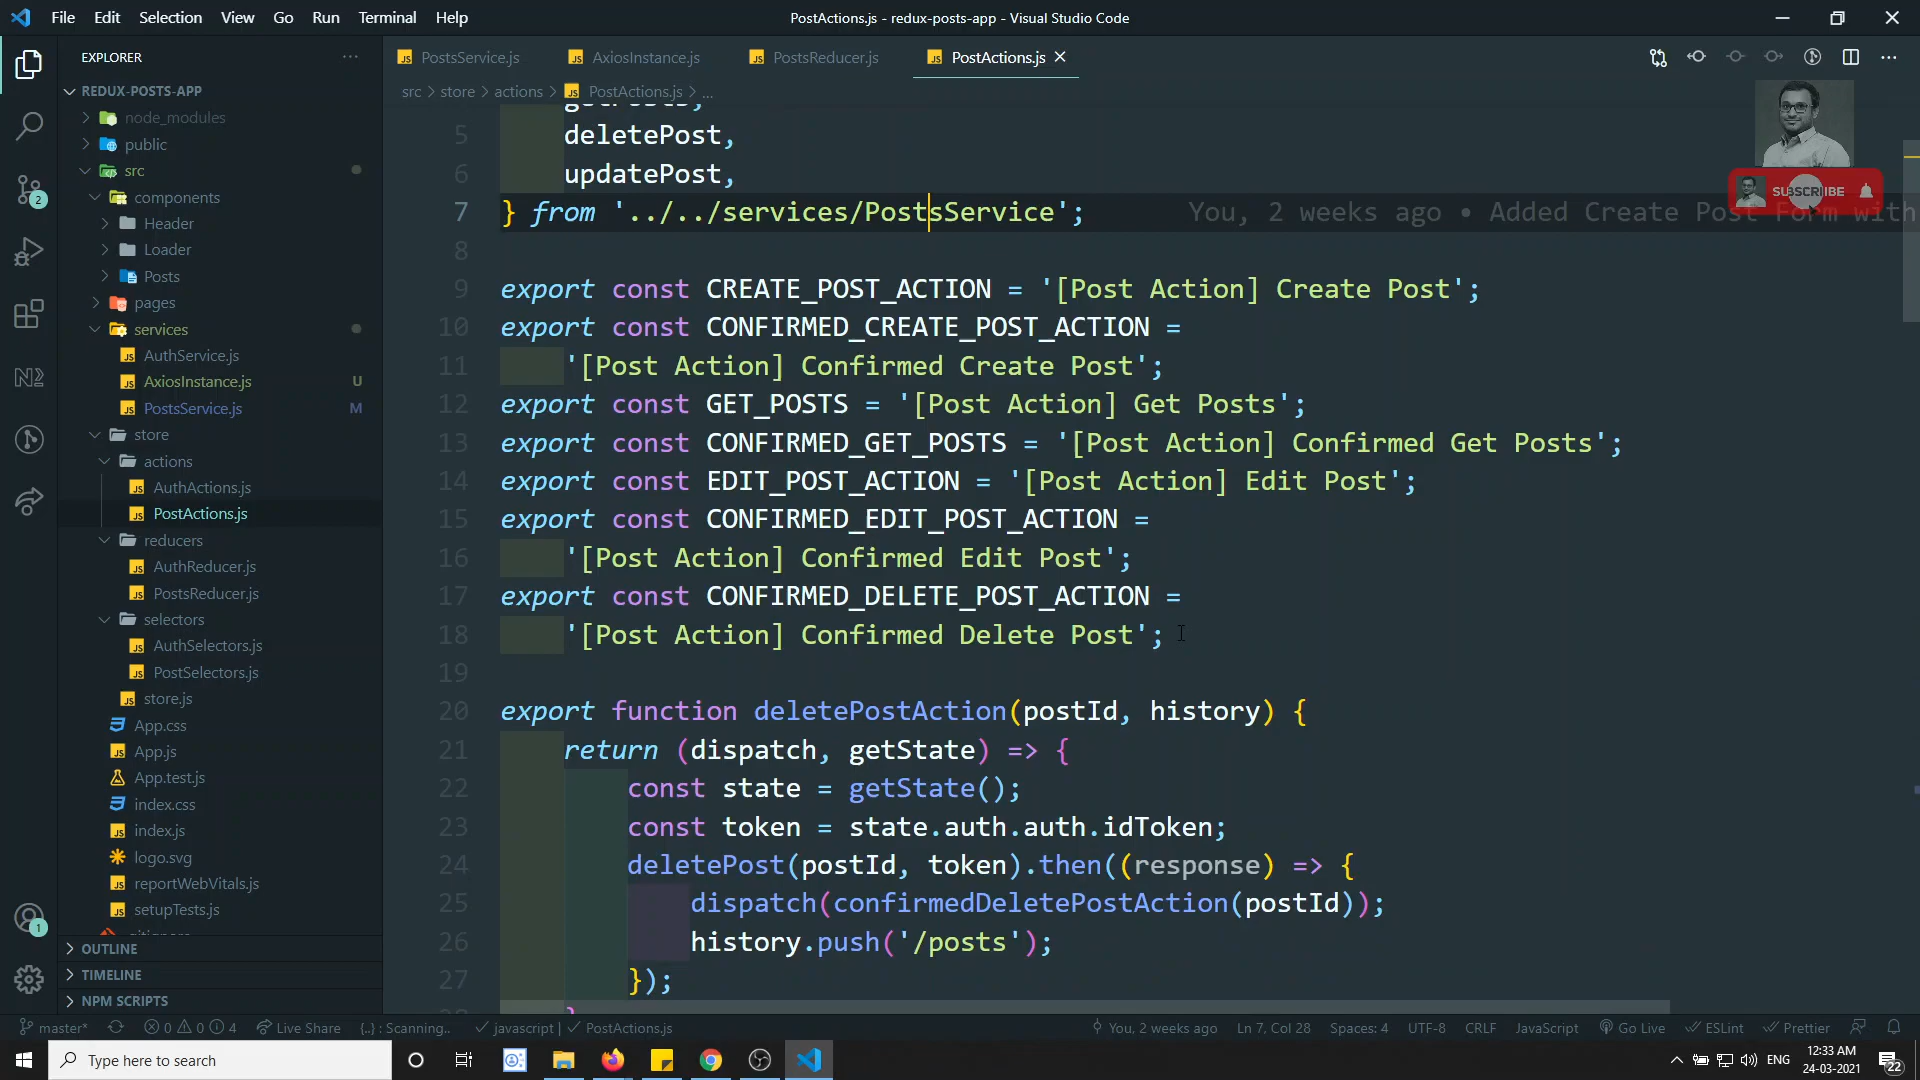 File Edit Selection View Go Run Terminal Help
PostActions.js - redux-posts-app - Visual Studio Code
EXPLORER
REDUX-POSTS-APP
node_modules
public
src
components
Header
Loader
Posts
pages
services
AuthService.js
AxiosInstance.js U
PostsService.js M
store
actions
AuthActions.js
PostActions.js
reducers
AuthReducer.js
PostsReducer.js
selectors
AuthSelectors.js
PostSelectors.js
store.js
App.css
App.js
App.test.js
index.css
index.js
logo.svg
reportWebVitals.js
setupTests.js
.gitignore
OUTLINE
TIMELINE
NPM SCRIPTS
2
1
PostsService.js AxiosInstance.js PostsReducer.js PostActions.js
src > store > actions > PostActions.js > ...
getPosts,
5 deletePost,
6 updatePost,
7 } from '../../services/PostsService'; You, 2 weeks ago • Added Create Post Form with
8
9 export const CREATE_POST_ACTION = '[Post Action] Create Post';
10 export const CONFIRMED_CREATE_POST_ACTION =
11 '[Post Action] Confirmed Create Post';
12 export const GET_POSTS = '[Post Action] Get Posts';
13 export const CONFIRMED_GET_POSTS = '[Post Action] Confirmed Get Posts';
14 export const EDIT_POST_ACTION = '[Post Action] Edit Post';
15 export const CONFIRMED_EDIT_POST_ACTION =
16 '[Post Action] Confirmed Edit Post';
17 export const CONFIRMED_DELETE_POST_ACTION =
18 '[Post Action] Confirmed Delete Post';
19
20 export function deletePostAction(postId, history) {
21 return (dispatch, getState) => {
22 const state = getState();
23 const token = state.auth.auth.idToken;
24 deletePost(postId, token).then((response) => {
25 dispatch(confirmedDeletePostAction(postId));
26 history.push('/posts');
27 });
SUBSCRIBE
master* 0 0 4 Live Share {..} : Scanning.. javascript | PostActions.js You, 2 weeks ago Ln 7, Col 28 Spaces: 4 UTF-8 CRLF JavaScript Go Live ESLint Prettier
Type here to search
ENG
12:33 AM
24-03-2021
22